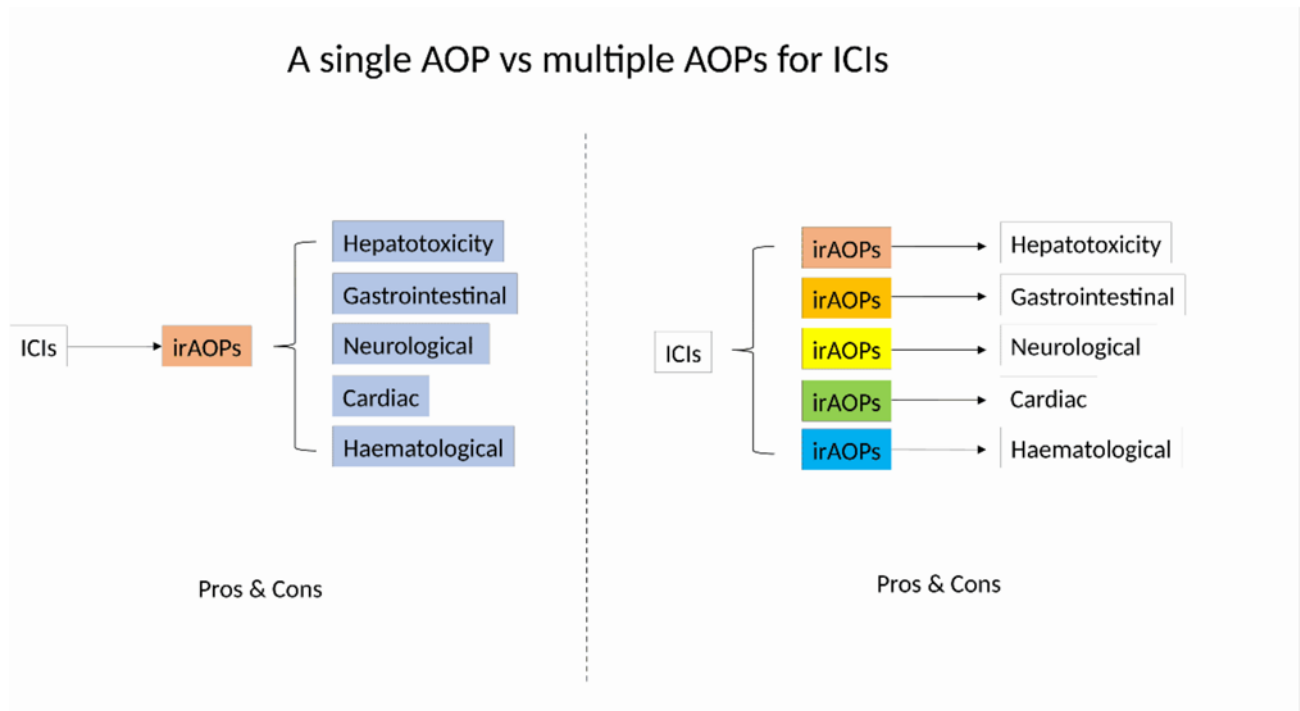 A single AOP vs multiple AOPs for ICIs
ICIs
irAOPs
Hepatotoxicity
Gastrointestinal
Neurological
Cardiac
Haematological
Pros & Cons
ICIs
irAOPs
Hepatotoxicity
irAOPs
Gastrointestinal
irAOPs
Neurological
irAOPs
Cardiac
irAOPs
Haematological
Pros & Cons